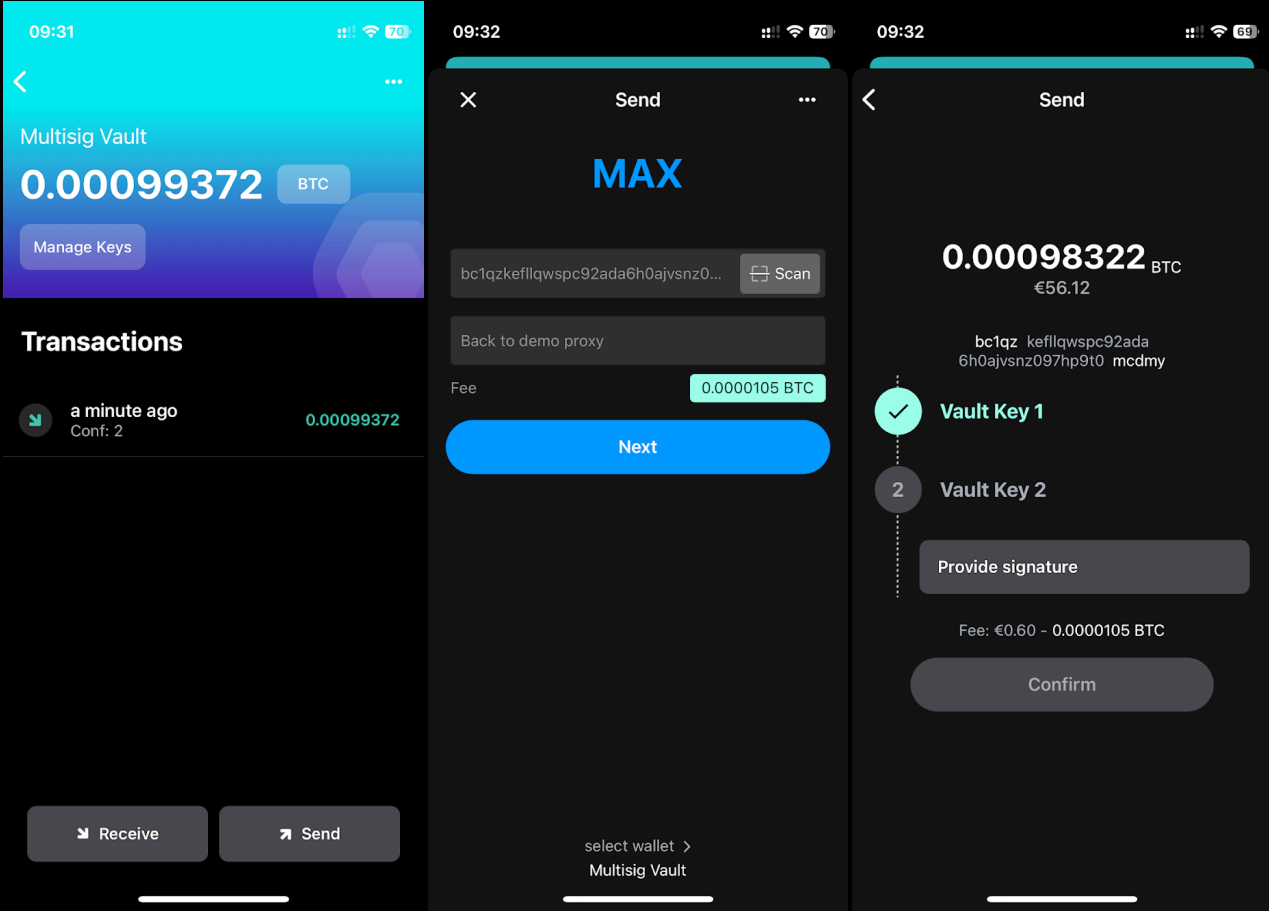 09:31
70
Multisig Vault
0.00099372 BTC
Manage Keys
Transactions
a minute ago
Conf: 2
0.00099372
Receive
Send
09:32
70
Send
MAX
bc1qzkefllqwspc92ada6h0ajvsnz0... Scan
Back to demo proxy
Fee 0.0000105 BTC
Next
select wallet
Multisig Vault
09:32
69
Send
0.00098322 BTC
€56.12
bc1qz kefllqwspc92ada
6h0ajvsnz097hp9t0 mcdmy
Vault Key 1
2 Vault Key 2
Provide signature
Fee: €0.60 - 0.0000105 BTC
Confirm